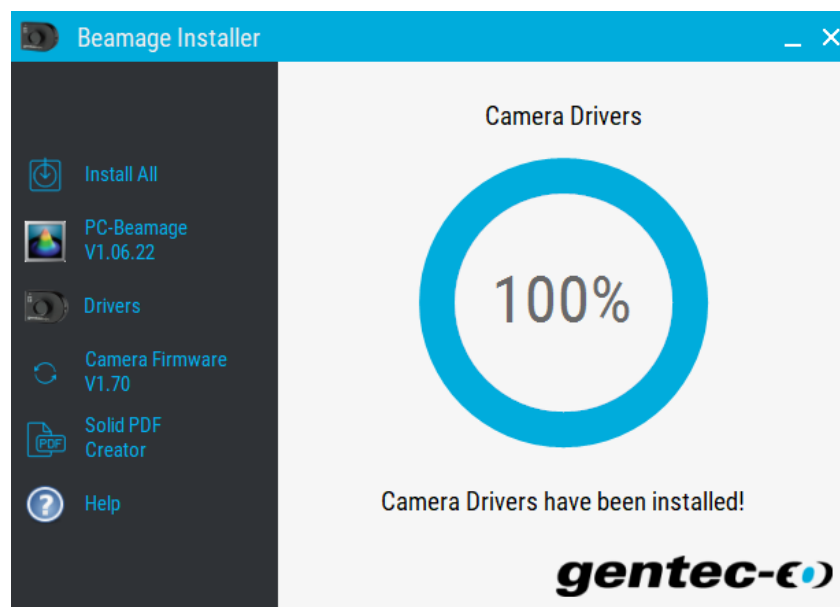 Beamage Installer
Install All
PC-Beamage
V1.06.22
Drivers
Camera Firmware
V1.70
PDF
Solid PDF
Creator
Help
Camera Drivers
100%
Camera Drivers have been installed!
gentec-eo